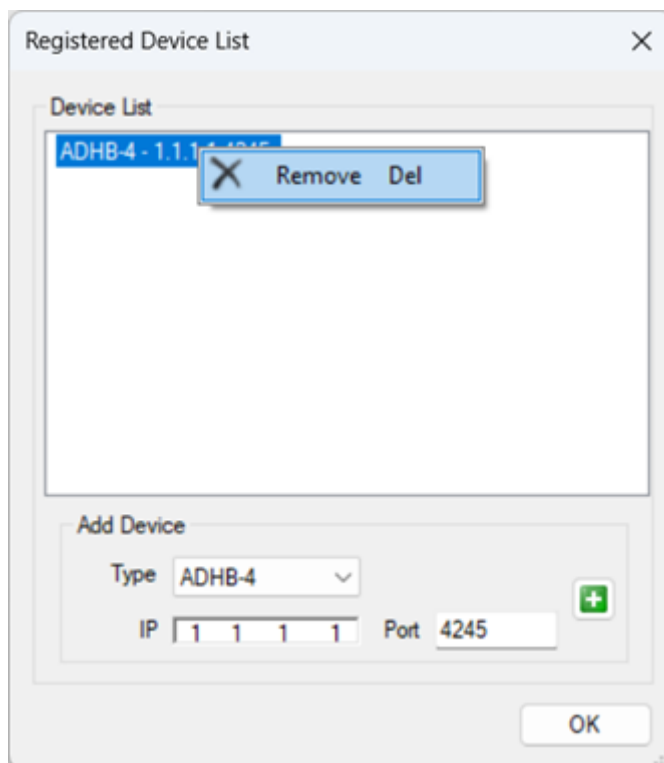 Registered Device List
Device List
ADHB-4 - 1.1.1
Remove Del
Add Device
Type ADHB-4
IP 1 1 1 1 Port 4245
OK